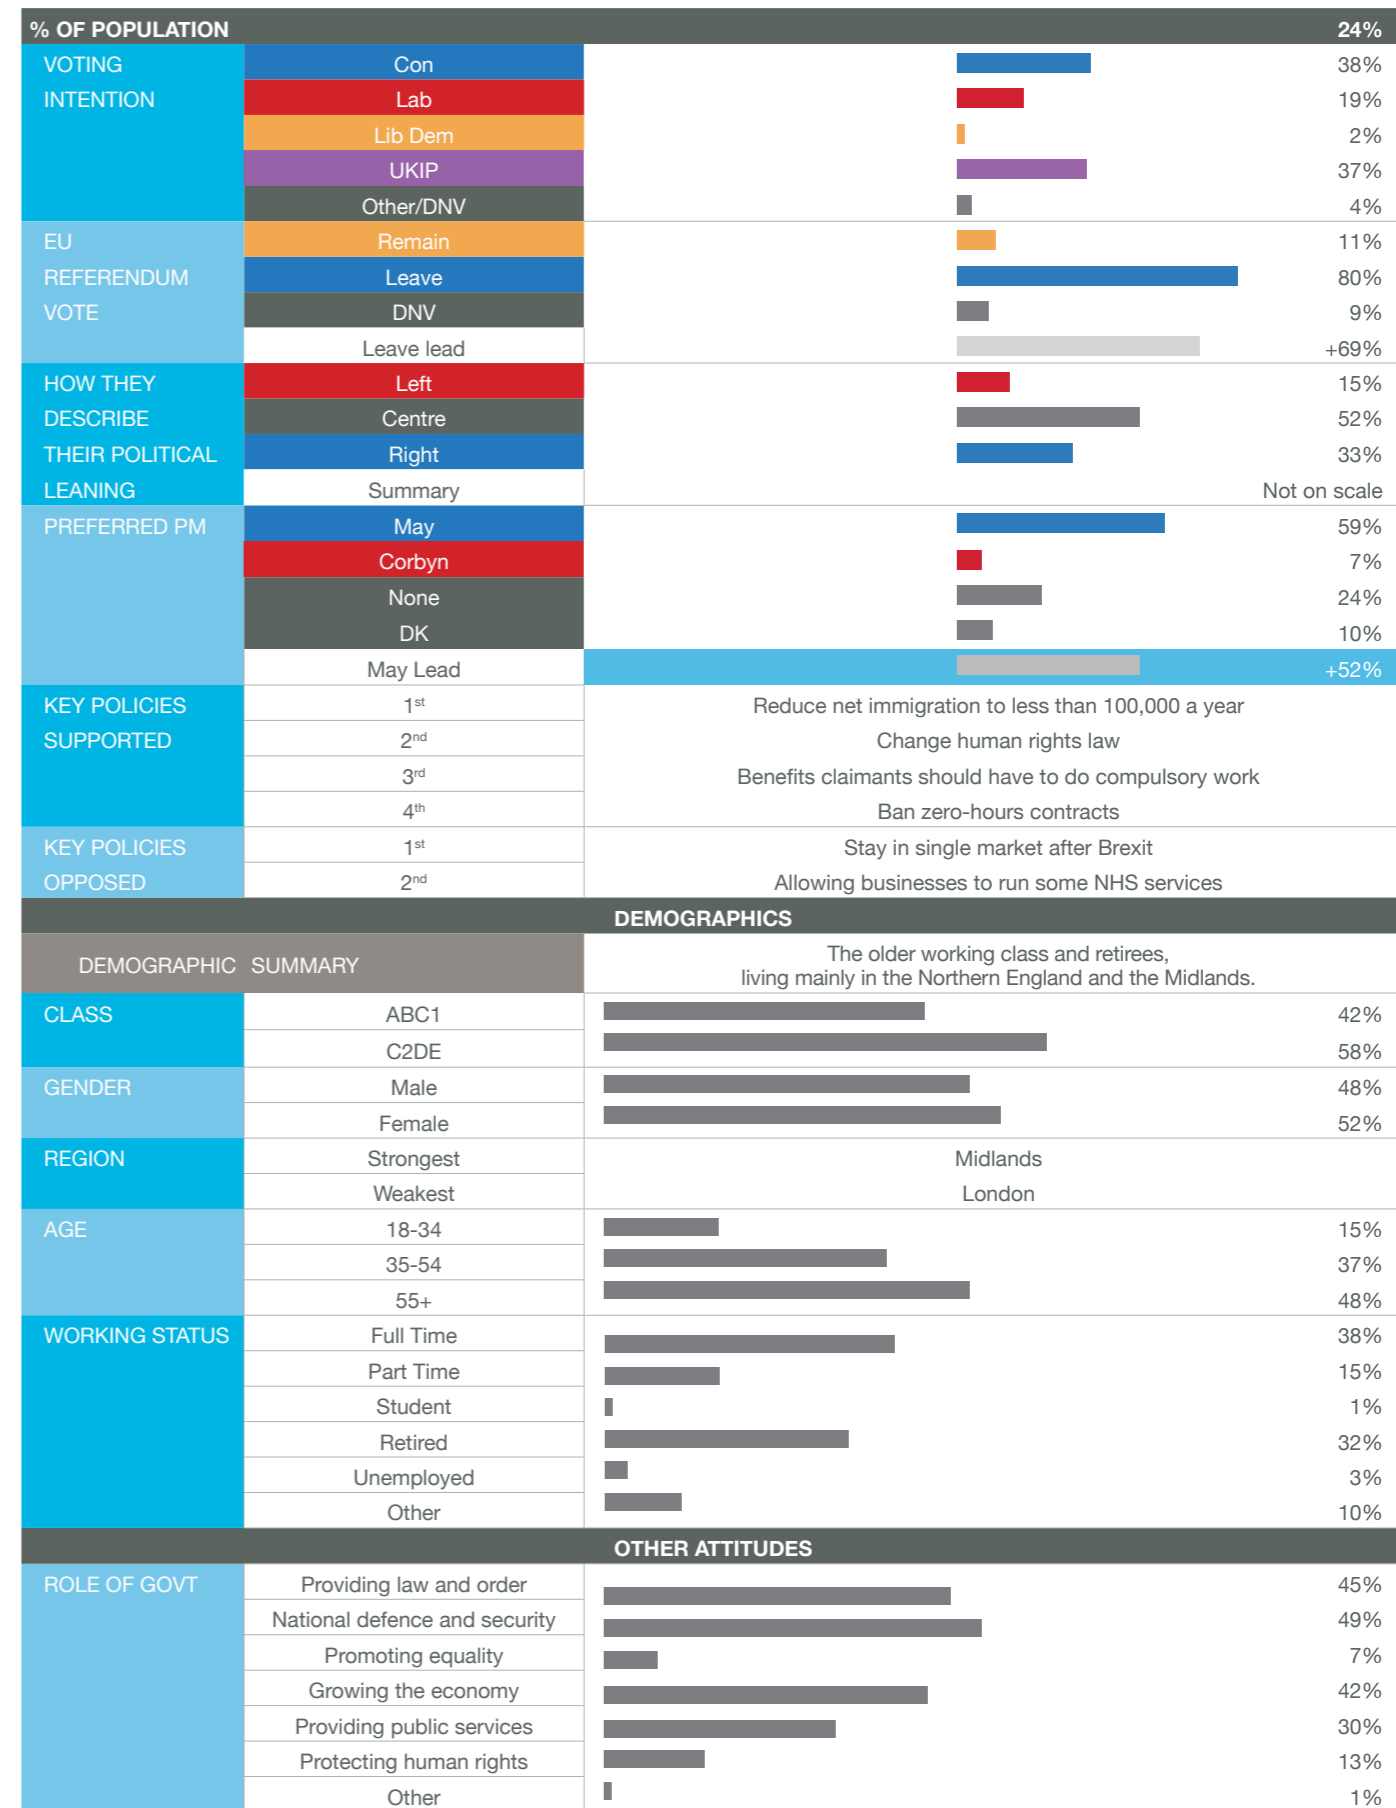 % OF POPULATION 24%
VOTING Con 38%
INTENTION Lab 19%
Lib Dem 2%
UKIP 37%
Other/DNV 4%
EU Remain 11%
REFERENDUM Leave 80%
VOTE DNV 9%
Leave lead +69%
HOW THEY Left 15%
DESCRIBE Centre 52%
THEIR POLITICAL Right 33%
LEANING Summary Not on scale
PREFERRED PM May 59%
Corbyn 7%
None 24%
DK 10%
May Lead +52%
KEY POLICIES 1st Reduce net immigration to less than 100,000 a year
SUPPORTED 2nd Change human rights law
3rd Benefits claimants should have to do compulsory work
4th Ban zero-hours contracts
KEY POLICIES 1st Stay in single market after Brexit
OPPOSED 2nd Allowing businesses to run some NHS services
DEMOGRAPHICS
DEMOGRAPHIC SUMMARY The older working class and retirees,
living mainly in the Northern England and the Midlands.
CLASS ABC1 42%
C2DE 58%
GENDER Male 48%
Female 52%
REGION Strongest Midlands
Weakest London
AGE 18-34 15%
35-54 37%
55+ 48%
WORKING STATUS Full Time 38%
Part Time 15%
Student 1%
Retired 32%
Unemployed 3%
Other 10%
OTHER ATTITUDES
ROLE OF GOVT Providing law and order 45%
National defence and security 49%
Promoting equality 7%
Growing the economy 42%
Providing public services 30%
Protecting human rights 13%
Other 1%